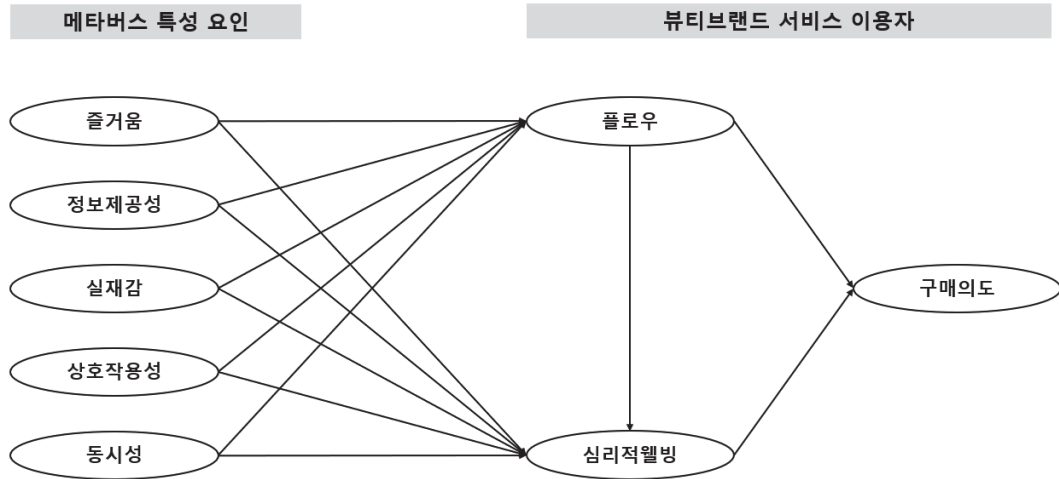 메타버스 특성 요인
뷰티브랜드 서비스 이용자
즐거움
플로우
정보제공성
실재감
구매의도
상호작용성
동시성
심리적웰빙